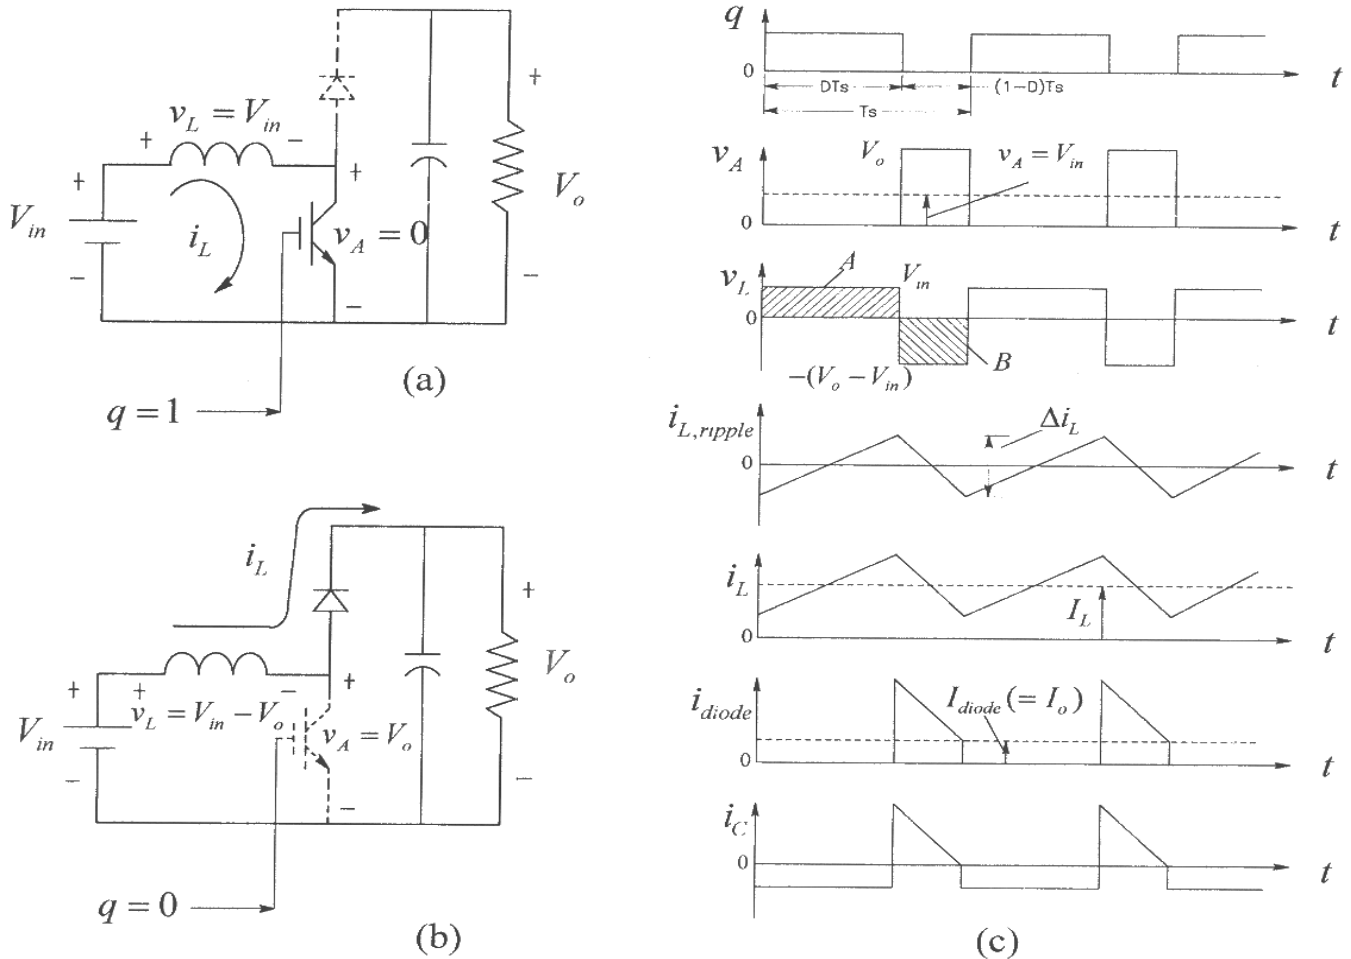 v_L = V_in
+ −
+
+
V_in
i_L
v_A = 0
V_o
−
−
−
q = 1
(a)
i_L
+
+
+
−
+
v_L = V_in − V_o
V_in
v_A = V_o
V_o
−
−
−
q = 0
(b)
q
0
t
DTs
(1−D)Ts
Ts
v_A
V_o
v_A = V_in
0
t
v_L
A
V_in
0
t
B
−(V_o − V_in)
i_L,ripple
Δi_L
0
t
i_L
I_L
0
t
i_diode
I_diode (= I_o)
0
t
i_C
0
t
(c)